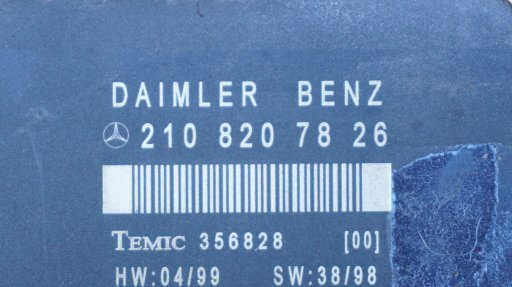 DAIMLER BENZ
210 820 78 26
TEMIC 356828 [00]
HW:04/99 SW:38/98